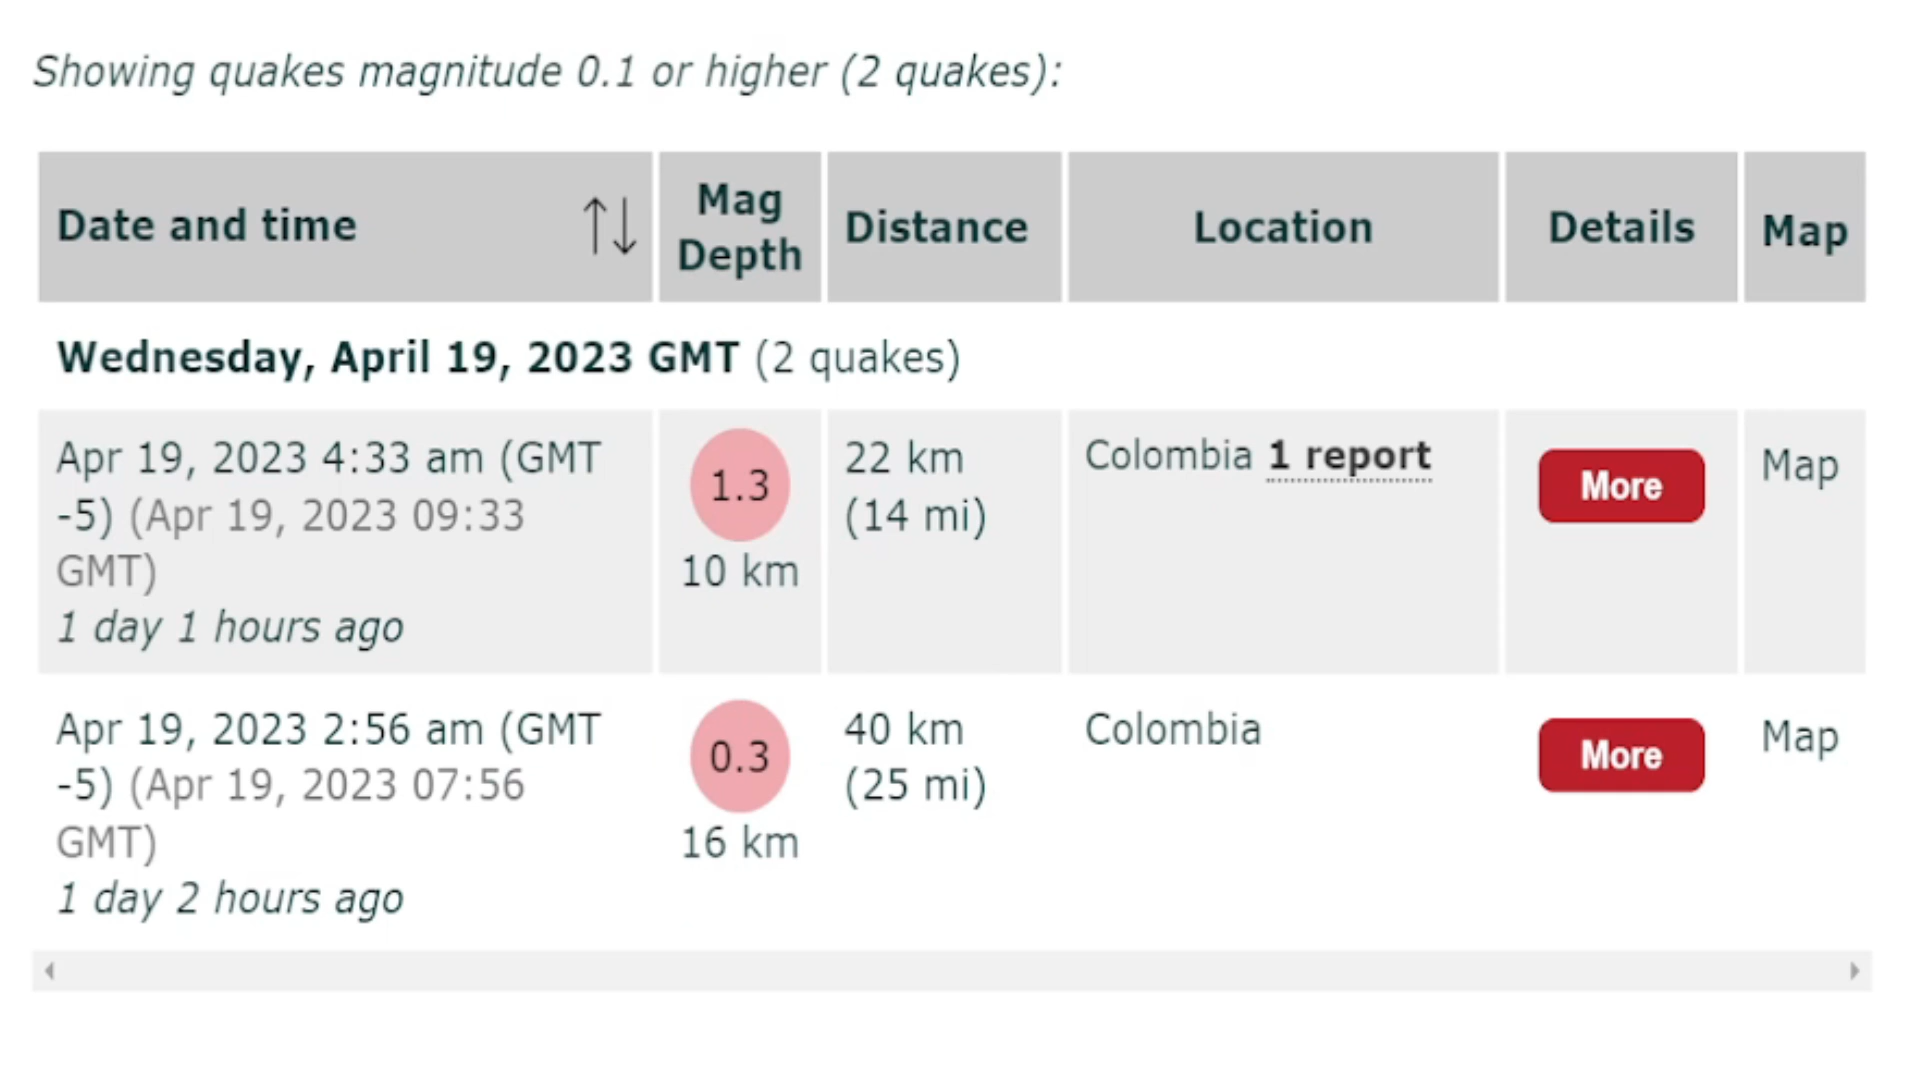 Showing quakes magnitude 0.1 or higher (2 quakes):
Date and time ↑↓
Mag
Depth
Distance
Location
Details
Map
Wednesday, April 19, 2023 GMT (2 quakes)
Apr 19, 2023 4:33 am (GMT
-5) (Apr 19, 2023 09:33
GMT)
1 day 1 hours ago
1.3
10 km
22 km
(14 mi)
Colombia 1 report
More
Map
Apr 19, 2023 2:56 am (GMT
-5) (Apr 19, 2023 07:56
GMT)
1 day 2 hours ago
0.3
16 km
40 km
(25 mi)
Colombia
More
Map